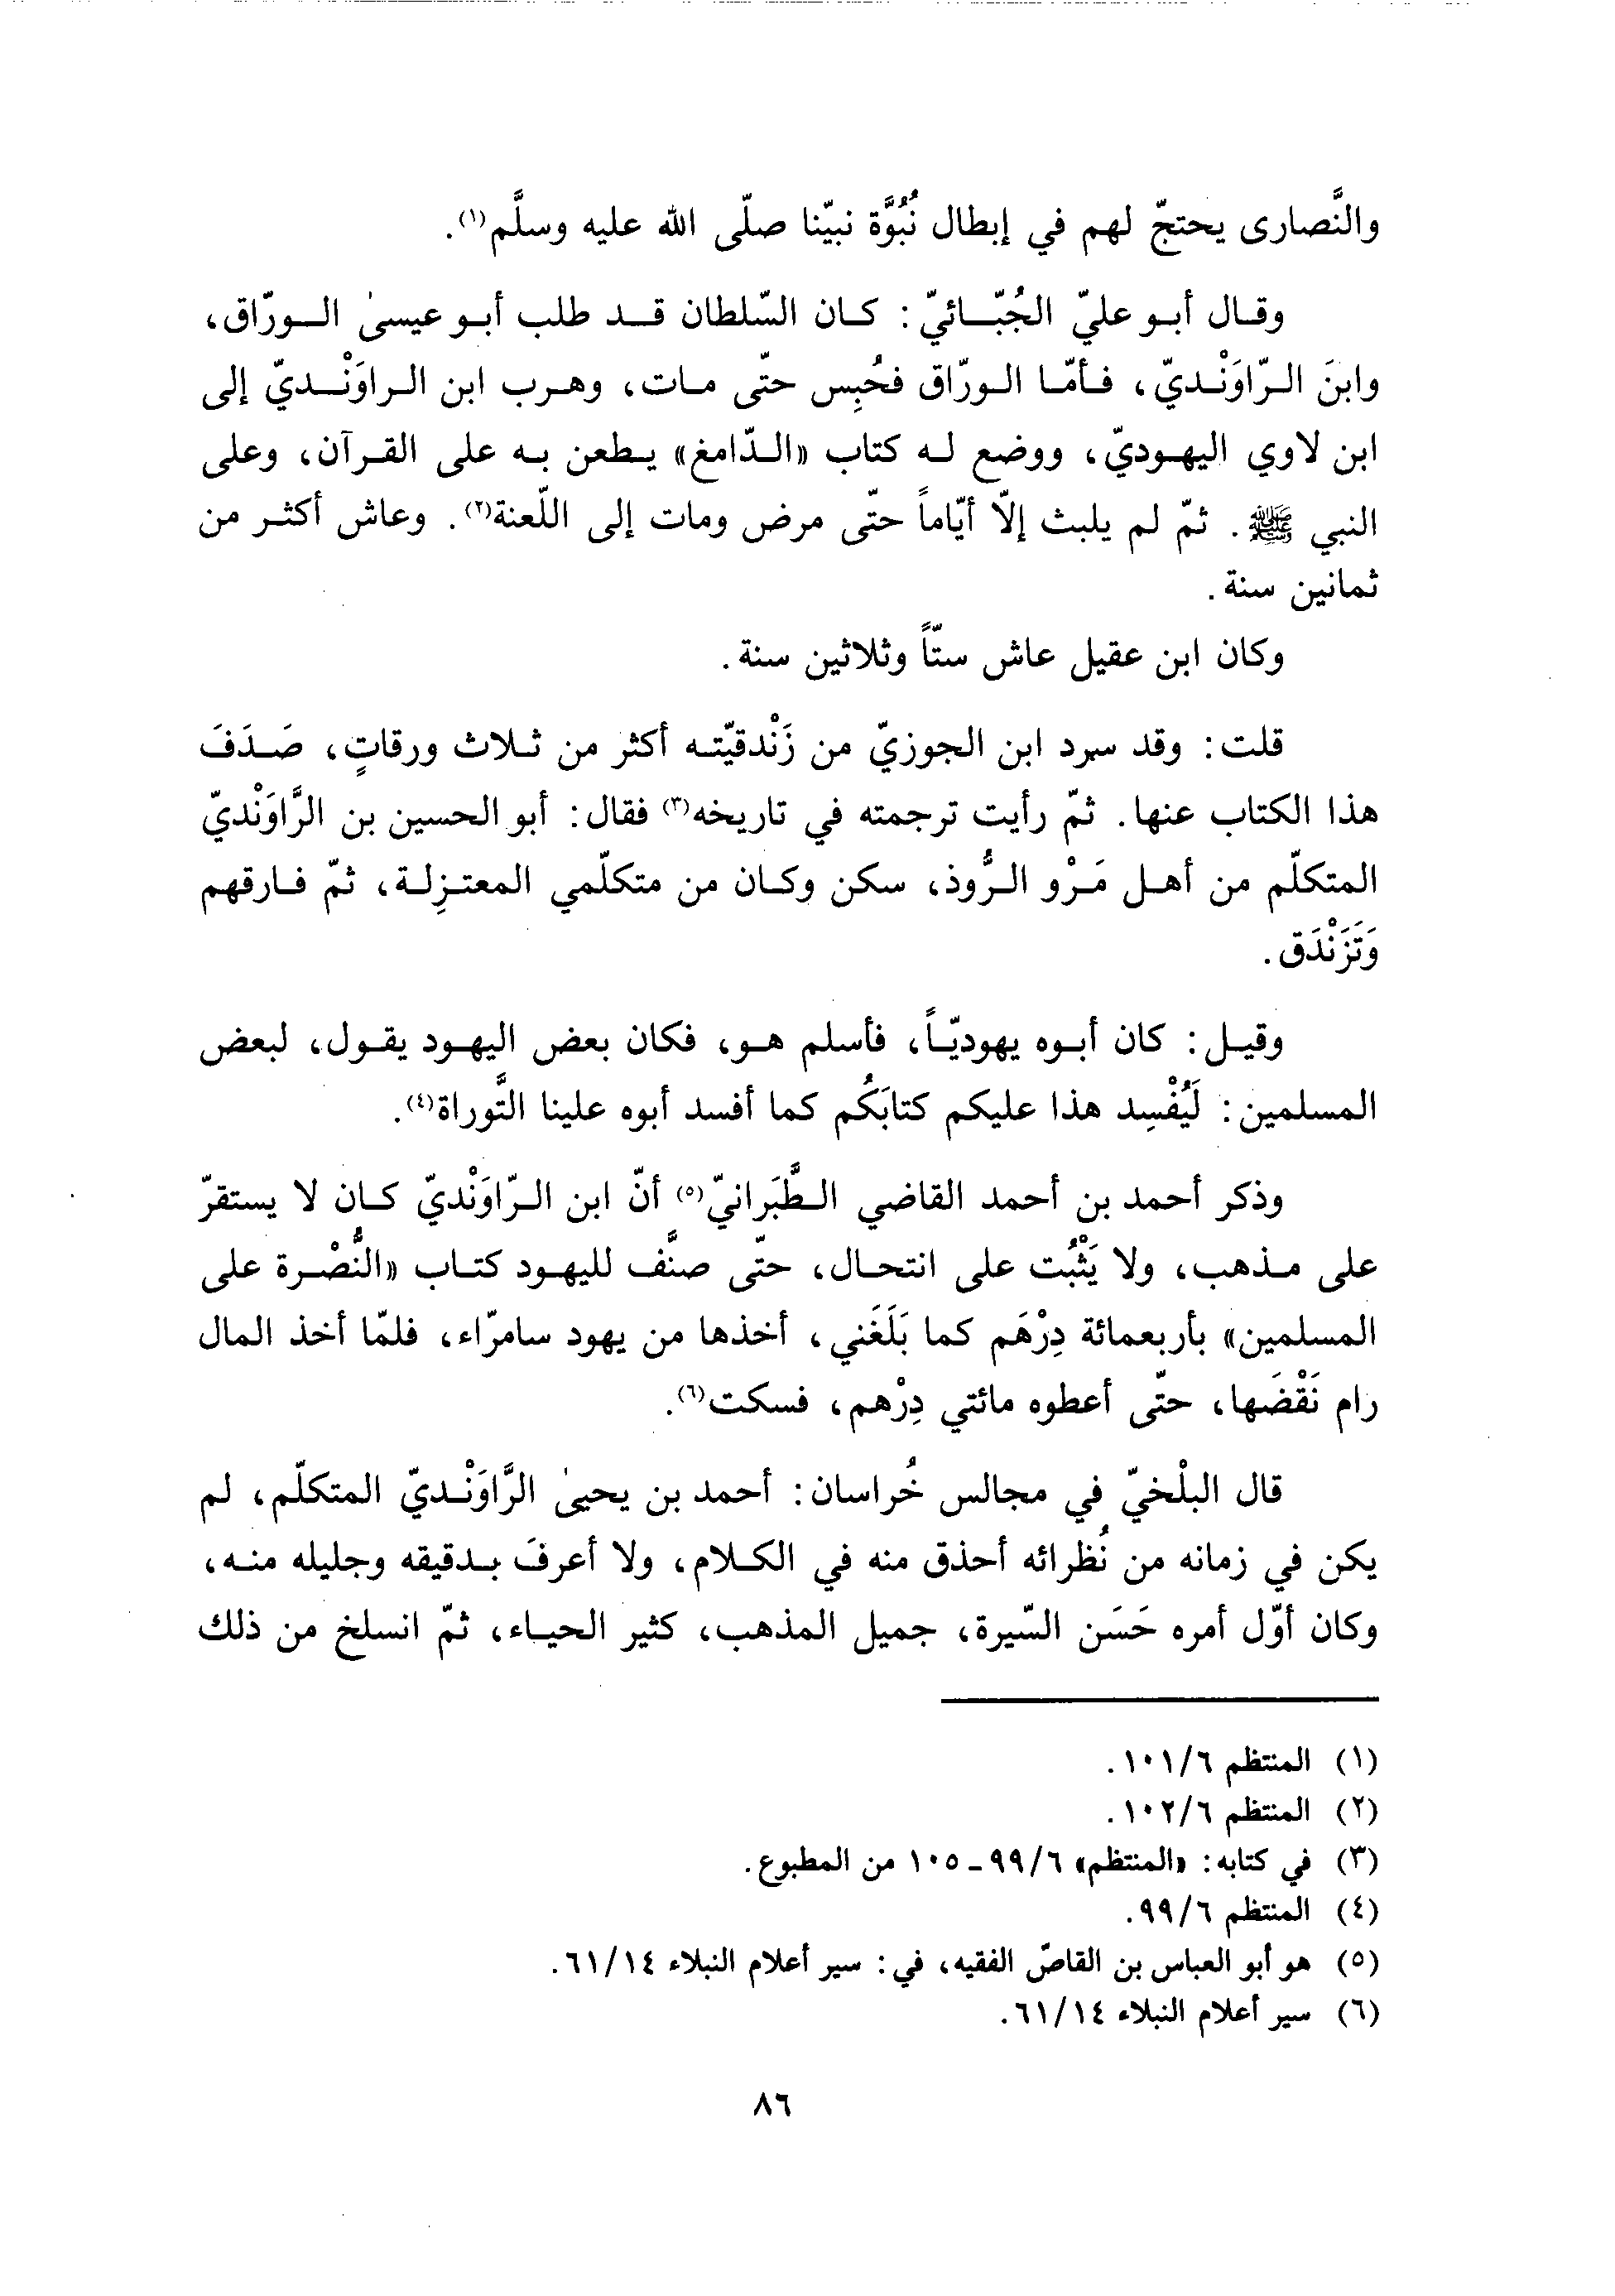 والنَّصارى يحتجّ لهم في إبطال نُبُوَّة نبيّنا صلّى الله عليه وسلَّم(١).
وقال أبو عليّ الجُبّائيّ: كان السّلطان قد طلب أبو عيسىٰ الورّاق،
وابنَ الرّاوَنْديّ، فأمّا الورّاق فحُبِس حتّى مات، وهرب ابن الراوَنْديّ إلى
ابن لاوي اليهوديّ، ووضع له كتاب «الدّامغ» يطعن به على القرآن، وعلى
النبي ﷺ. ثمّ لم يلبث إلّا أيّاماً حتّى مرض ومات إلى اللّعنة(٢). وعاش أكثر من
ثمانين سنة.
وكان ابن عقيل عاش ستّاً وثلاثين سنة.
قلت: وقد سرد ابن الجوزيّ من زَنْدقيّته أكثر من ثلاث ورقاتٍ، صَدَفَ
هذا الكتاب عنها. ثمّ رأيت ترجمته في تاريخه(٣) فقال: أبو الحسين بن الرَّاوَنْديّ
المتكلّم من أهل مَرْو الرُّوذ، سكن وكان من متكلّمي المعتزِلة، ثمّ فارقهم
وَتَزَنْدَق.
وقيل: كان أبوه يهوديّاً، فأسلم هو، فكان بعض اليهود يقول، لبعض
المسلمين: لَيُفْسِد هذا عليكم كتابَكُم كما أفسد أبوه علينا التَّوراة(٤).
وذكر أحمد بن أحمد القاضي الطَّبَرانيّ(٥) أنّ ابن الرّاوَنْديّ كان لا يستقرّ
على مذهب، ولا يَثْبُت على انتحال، حتّى صنَّف لليهود كتاب «النُّصْرة على
المسلمين» بأربعمائة دِرْهَم كما بَلَغَني، أخذها من يهود سامرّاء، فلمّا أخذ المال
رام نَقْضَها، حتّى أعطوه مائتي دِرْهم، فسكت(٦).
قال البلْخيّ في مجالس خُراسان: أحمد بن يحيىٰ الرَّاوَنْديّ المتكلّم، لم
يكن في زمانه من نُظرائه أحذق منه في الكلام، ولا أعرفَ بدقيقه وجليله منه،
وكان أوّل أمره حَسَن السّيرة، جميل المذهب، كثير الحياء، ثمّ انسلخ من ذلك
(١) المنتظم ١٠١/٦.
(٢) المنتظم ١٠٢/٦.
(٣) في كتابه: «المنتظم» ٩٩/٦ ـ ١٠٥ من المطبوع.
(٤) المنتظم ٩٩/٦.
(٥) هو أبو العباس بن القاصّ الفقيه، في: سير أعلام النبلاء ٦١/١٤.
(٦) سير أعلام النبلاء ٦١/١٤.
٨٦